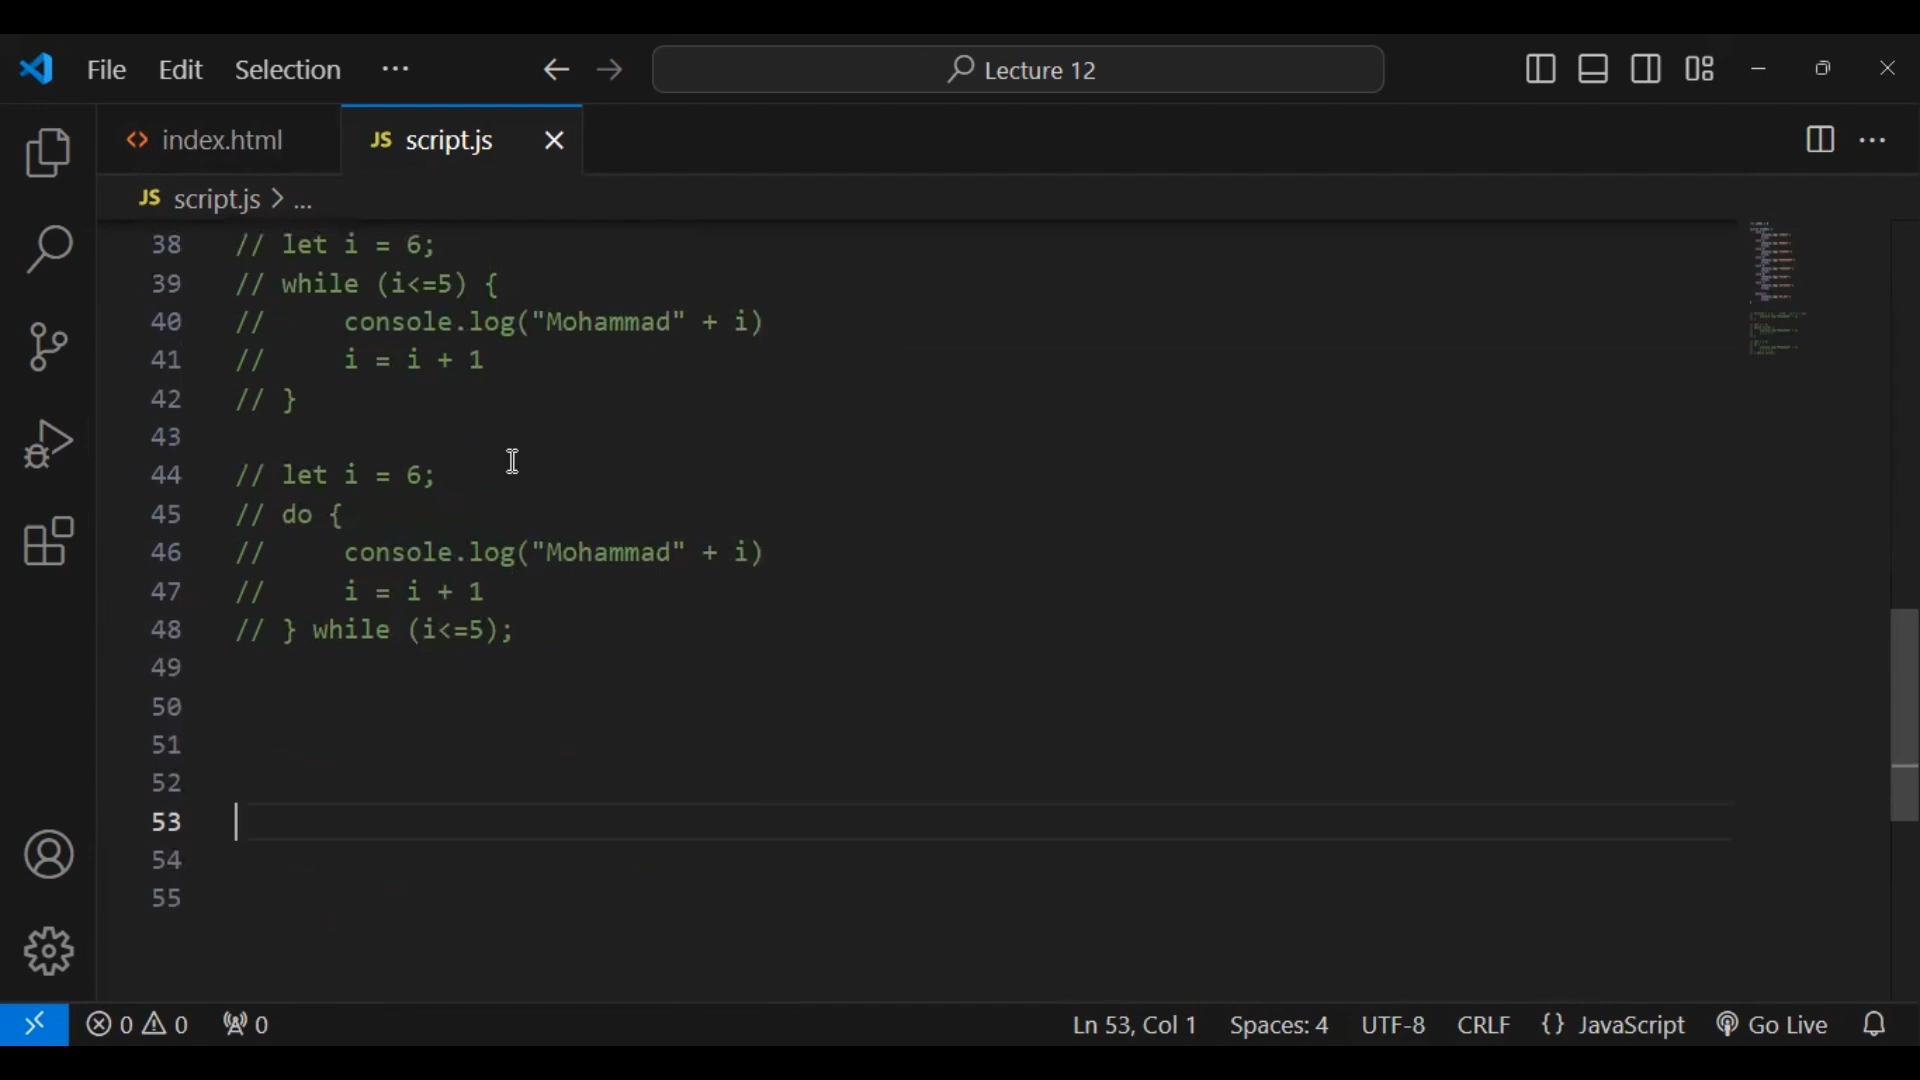 File Edit Selection ... Lecture 12
index.html JS script.js
JS script.js > ...
38 // let i = 6;
39 // while (i<=5) {
40 //     console.log("Mohammad" + i)
41 //     i = i + 1
42 // }
43
44 // let i = 6;
45 // do {
46 //     console.log("Mohammad" + i)
47 //     i = i + 1
48 // } while (i<=5);
49
50
51
52
53
54
55
0 0 0 Ln 53, Col 1 Spaces: 4 UTF-8 CRLF {} JavaScript Go Live